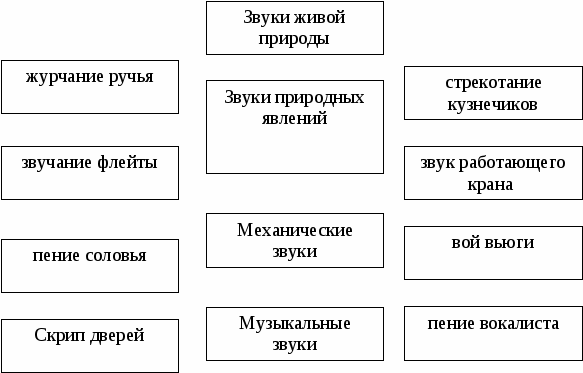 Звуки живой
природы
журчание ручья
Звуки природных
явлений
стрекотание
кузнечиков
звучание флейты
звук работающего
крана
Механические
звуки
пение соловья
вой вьюги
Скрип дверей
Музыкальные
звуки
пение вокалиста